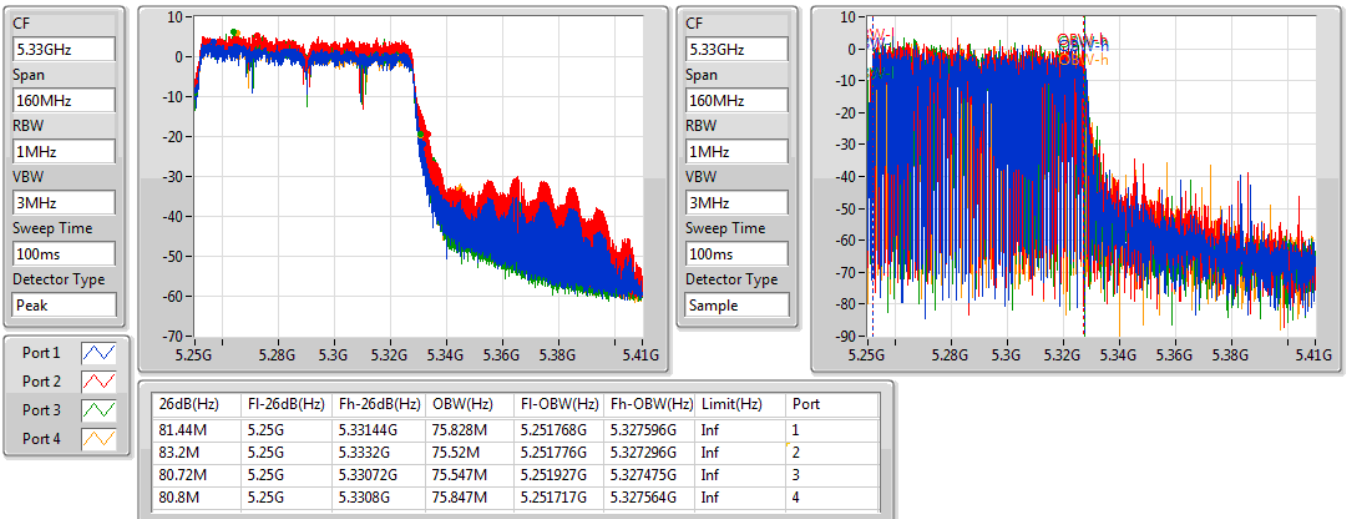 CF
5.33GHz
Span
160MHz
RBW
1MHz
VBW
3MHz
Sweep Time
100ms
Detector Type
Peak
10
0
-10
-20
-30
-40
-50
-60
-70
5.25G 5.28G 5.3G 5.32G 5.34G 5.36G 5.38G 5.41G
CF
5.33GHz
Span
160MHz
RBW
1MHz
VBW
3MHz
Sweep Time
100ms
Detector Type
Sample
10
0
-10
-20
-30
-40
-50
-60
-70
-80
-90
OBW-h
5.25G 5.28G 5.3G 5.32G 5.34G 5.36G 5.38G 5.41G
Port 1
Port 2
Port 3
Port 4
26dB(Hz) Fl-26dB(Hz) Fh-26dB(Hz) OBW(Hz) Fl-OBW(Hz) Fh-OBW(Hz) Limit(Hz) Port
81.44M 5.25G 5.33144G 75.828M 5.251768G 5.327596G Inf 1
83.2M 5.25G 5.3332G 75.52M 5.251776G 5.327296G Inf 2
80.72M 5.25G 5.33072G 75.547M 5.251927G 5.327475G Inf 3
80.8M 5.25G 5.3308G 75.847M 5.251717G 5.327564G Inf 4